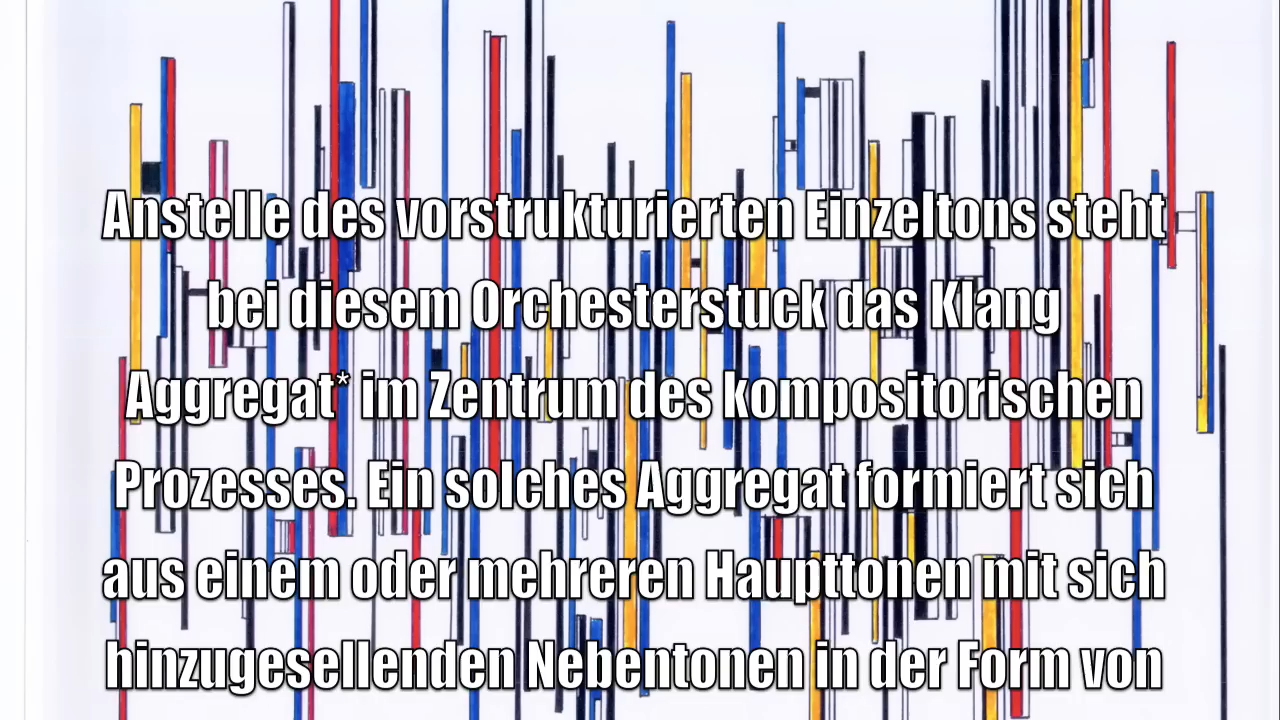 Anstelle des vorstrukturierten Einzeltons steht
bei diesem Orchesterstuck das Klang
Aggregat* im Zentrum des kompositorischen
Prozesses. Ein solches Aggregat formiert sich
aus einem oder mehreren Haupttonen mit sich
hinzugesellenden Nebentonen in der Form von